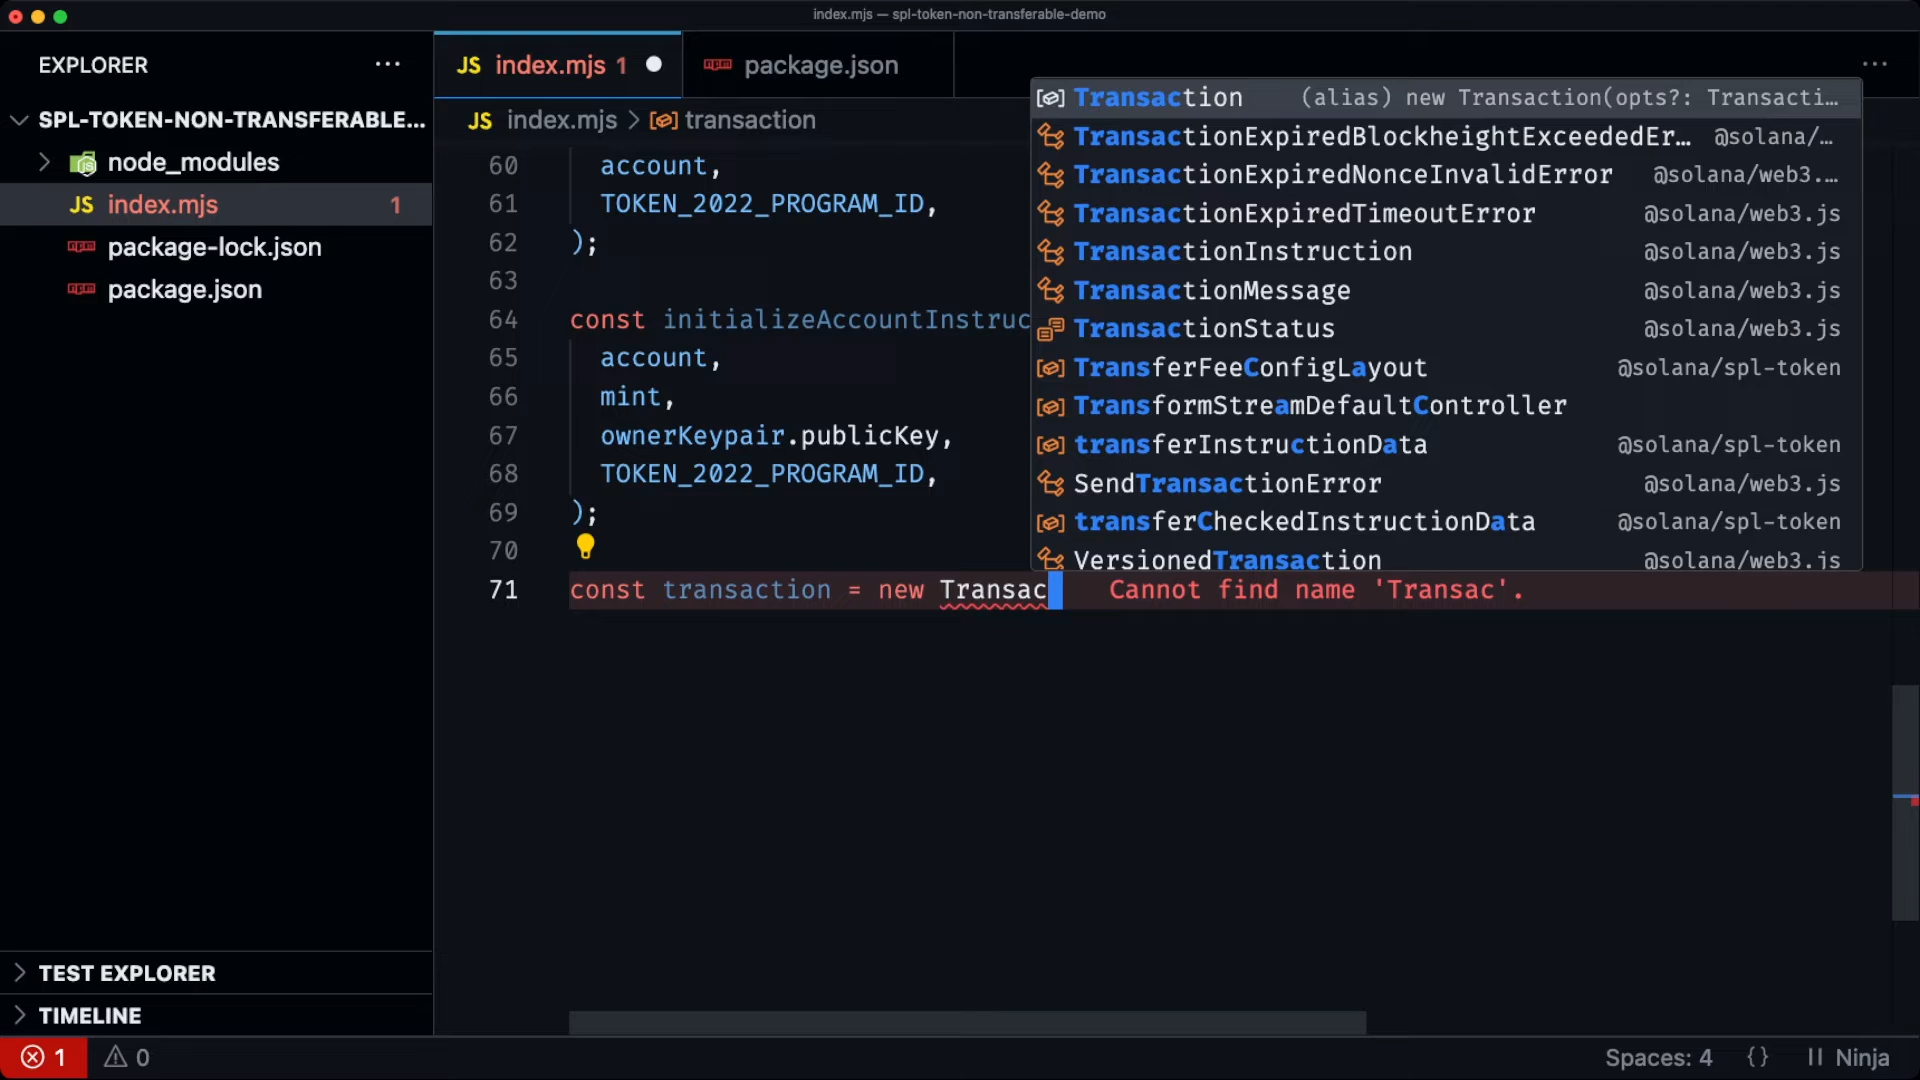 index.mjs — spl-token-non-transferable-demo
EXPLORER
SPL-TOKEN-NON-TRANSFERABLE...
node_modules
JS index.mjs 1
package-lock.json
package.json
TEST EXPLORER
TIMELINE
JS index.mjs 1
package.json
JS index.mjs > transaction
60 account,
61 TOKEN_2022_PROGRAM_ID,
62 );
63
64 const initializeAccountInstruc
65 account,
66 mint,
67 ownerKeypair.publicKey,
68 TOKEN_2022_PROGRAM_ID,
69 );
70
71 const transaction = new Transac Cannot find name 'Transac'.
Transaction (alias) new Transaction(opts?: Transacti…
TransactionExpiredBlockheightExceededEr… @solana/…
TransactionExpiredNonceInvalidError @solana/web3.…
TransactionExpiredTimeoutError @solana/web3.js
TransactionInstruction @solana/web3.js
TransactionMessage @solana/web3.js
TransactionStatus @solana/web3.js
TransferFeeConfigLayout @solana/spl-token
TransformStreamDefaultController
transferInstructionData @solana/spl-token
SendTransactionError @solana/web3.js
transferCheckedInstructionData @solana/spl-token
VersionedTransaction @solana/web3.js
1 0
Spaces: 4 {} Ninja